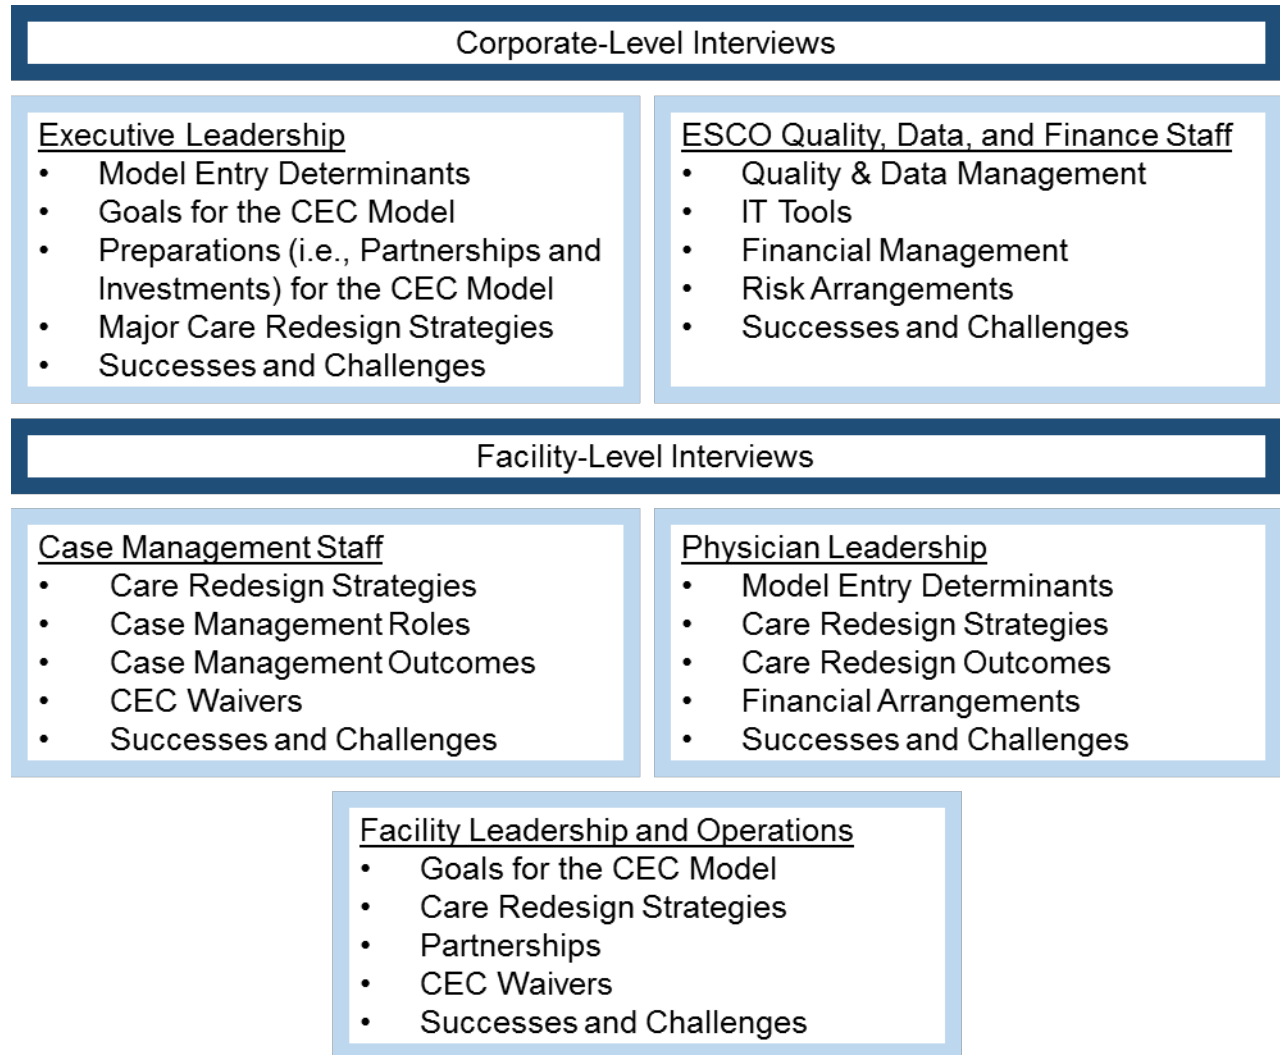 Corporate-Level Interviews
Executive Leadership
• Model Entry Determinants
• Goals for the CEC Model
• Preparations (i.e., Partnerships and
Investments) for the CEC Model
• Major Care Redesign Strategies
• Successes and Challenges
ESCO Quality, Data, and Finance Staff
• Quality & Data Management
• IT Tools
• Financial Management
• Risk Arrangements
• Successes and Challenges
Facility-Level Interviews
Case Management Staff
• Care Redesign Strategies
• Case Management Roles
• Case Management Outcomes
• CEC Waivers
• Successes and Challenges
Physician Leadership
• Model Entry Determinants
• Care Redesign Strategies
• Care Redesign Outcomes
• Financial Arrangements
• Successes and Challenges
Facility Leadership and Operations
• Goals for the CEC Model
• Care Redesign Strategies
• Partnerships
• CEC Waivers
• Successes and Challenges